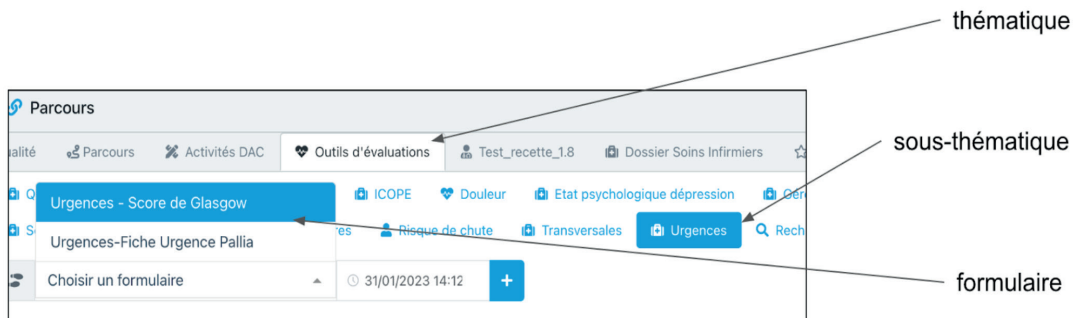 thématique
Parcours
ualité Parcours Activités DAC Outils d'évaluations Test_recette_1.8 Dossier Soins Infirmiers
sous-thématique
Q ICOPE Douleur Etat psychologique dépression Gér
Urgences - Score de Glasgow
S es Risque de chute Transversales Urgences Rech
Urgences-Fiche Urgence Pallia
Choisir un formulaire 31/01/2023 14:12 +
formulaire